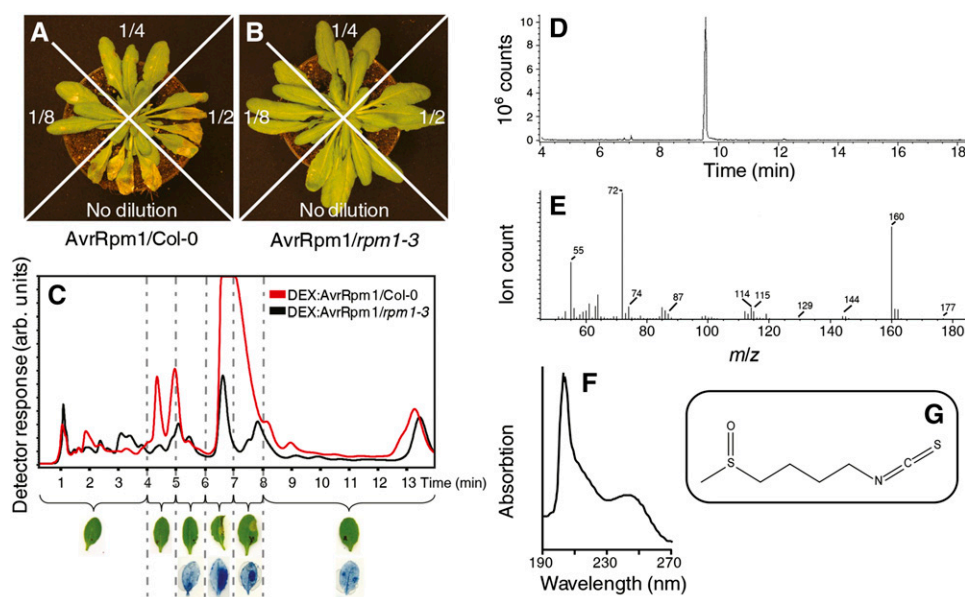 A
1/4
1/8
1/2
No dilution
AvrRpm1/Col-0
B
1/4
1/8
1/2
No dilution
AvrRpm1/rpm1-3
C
Detector response (arb. units)
DEX:AvrRpm1/Col-0
DEX:AvrRpm1/rpm1-3
1 2 3 4 5 6 7 8 9 10 11 12 13 Time (min)
D
10⁶ counts
10
8
6
4
2
0
4 6 8 10 12 14 16 18
Time (min)
E
Ion count
72
160
55
74
87
114
115
129
144
177
60 80 100 120 140 160 180
m/z
F
Absorbtion
190 210 230 250 270
Wavelength (nm)
G
O
S
N
C
S